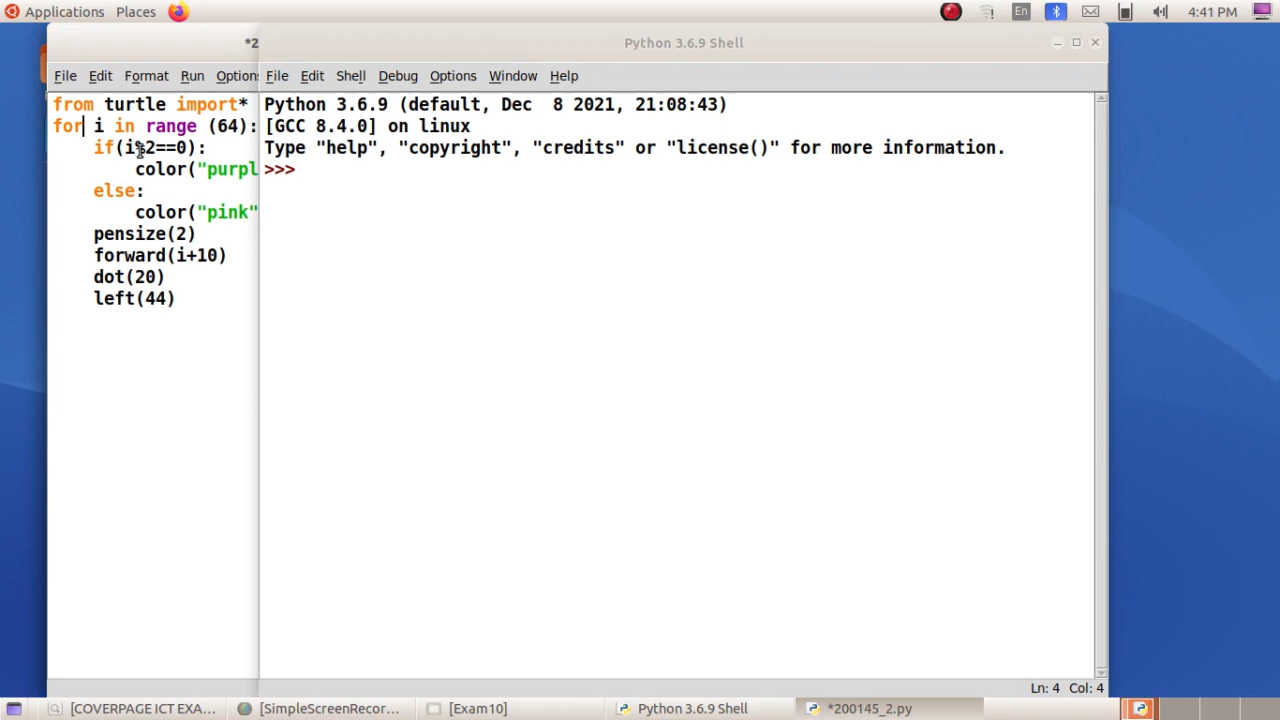 Applications Places En 4:41 PM
*2
Python 3.6.9 Shell
File Edit Format Run Options
File Edit Shell Debug Options Window Help
from turtle import*
for i in range (64):
if(i%2==0):
color("purpl
else:
color("pink"
pensize(2)
forward(i+10)
dot(20)
left(44)
Python 3.6.9 (default, Dec 8 2021, 21:08:43)
[GCC 8.4.0] on linux
Type "help", "copyright", "credits" or "license()" for more information.
>>>
Ln: 4 Col: 4
[COVERPAGE ICT EXA... [SimpleScreenRecor... [Exam10] Python 3.6.9 Shell *200145_2.py